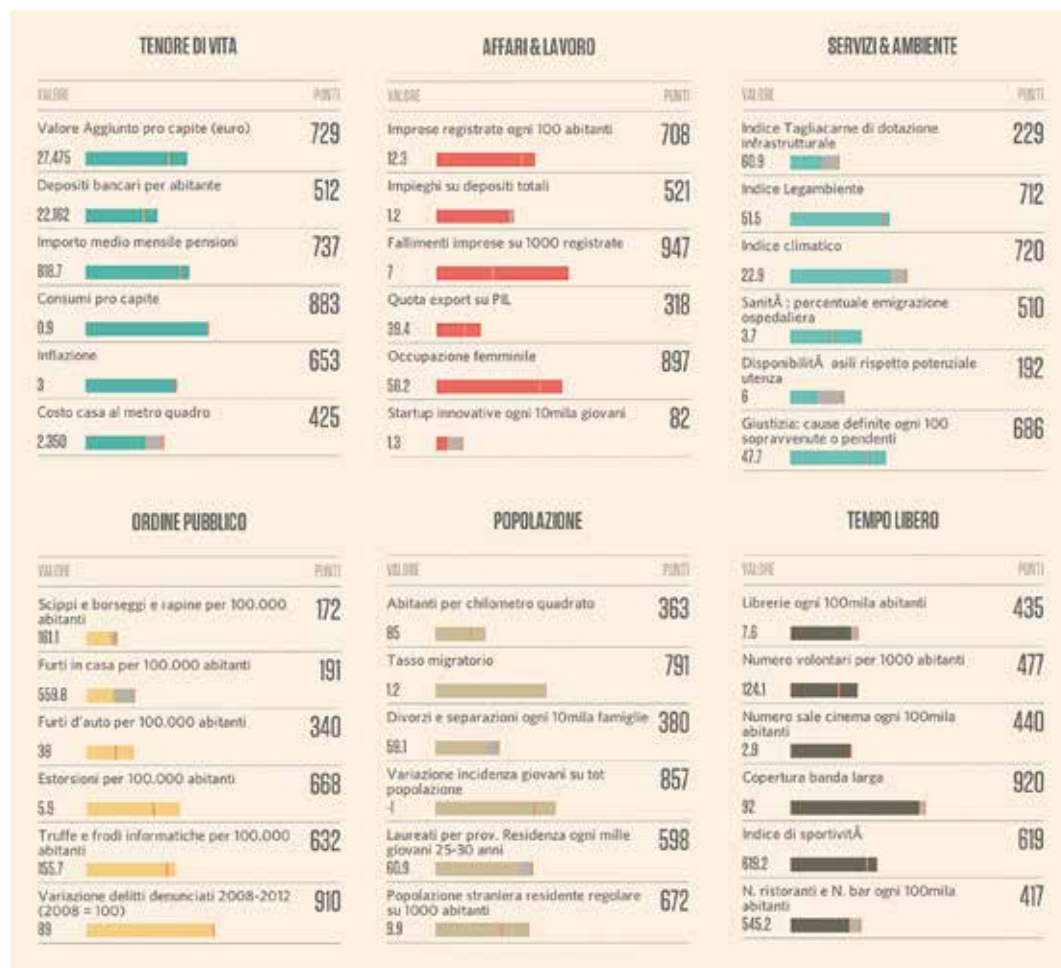 TENORE DI VITA
VALORE PUNTI
Valore Aggiunto pro capite (euro) 729
27.475
Depositi bancari per abitante 512
22.162
Importo medio mensile pensioni 737
818.7
Consumi pro capite 883
0.9
Inflazione 653
3
Costo casa al metro quadro 425
2.350
AFFARI & LAVORO
VALORE PUNTI
Imprese registrate ogni 100 abitanti 708
12.3
Impieghi su depositi totali 521
1.2
Fallimenti imprese su 1000 registrate 947
7
Quota export su PIL 318
39.4
Occupazione femminile 897
58.2
Startup innovative ogni 10mila giovani 82
1.3
SERVIZI & AMBIENTE
VALORE PUNTI
Indice Tagliacarne di dotazione 229
infrastrutturale
60.9
Indice Legambiente 712
51.5
Indice climatico 720
22.9
SanitÃ : percentuale emigrazione 510
ospedaliera
3.7
DisponibilitÃ  asili rispetto potenziale 192
utenza
6
Giustizia: cause definite ogni 100 686
sopravvenute o pendenti
47.7
ORDINE PUBBLICO
VALORE PUNTI
Scippi e borseggi e rapine per 100.000 172
abitanti
161.1
Furti in casa per 100.000 abitanti 191
559.8
Furti d'auto per 100.000 abitanti 340
38
Estorsioni per 100.000 abitanti 668
5.9
Truffe e frodi informatiche per 100.000 632
abitanti
155.7
Variazione delitti denunciati 2008-2012 910
(2008 = 100)
89
POPOLAZIONE
VALORE PUNTI
Abitanti per chilometro quadrato 363
85
Tasso migratorio 791
1.2
Divorzi e separazioni ogni 10mila famiglie 380
59.1
Variazione incidenza giovani su tot 857
popolazione
-1
Laureati per prov. Residenza ogni mille 598
giovani 25-30 anni
60.9
Popolazione straniera residente regolare 672
su 1000 abitanti
9.9
TEMPO LIBERO
VALORE PUNTI
Librerie ogni 100mila abitanti 435
7.6
Numero volontari per 1000 abitanti 477
124.1
Numero sale cinema ogni 100mila 440
abitanti
2.9
Copertura banda larga 920
92
Indice di sportivitÃ 619
619.2
N. ristoranti e N. bar ogni 100mila 417
abitanti
545.2